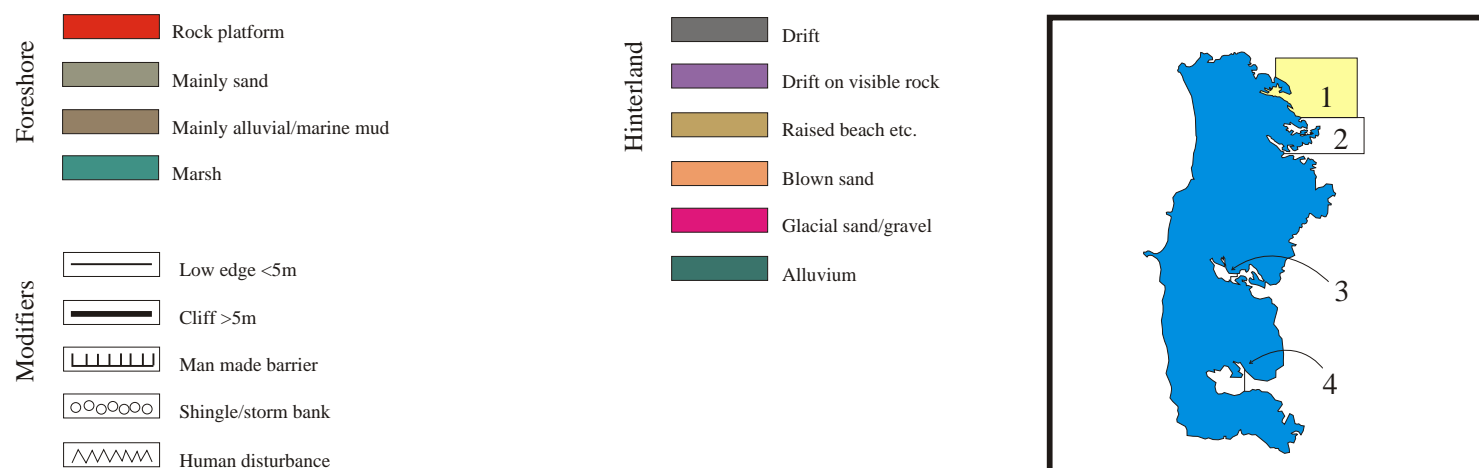 Foreshore
Rock platform
Mainly sand
Mainly alluvial/marine mud
Marsh
Modifiers
Low edge <5m
Cliff >5m
Man made barrier
Shingle/storm bank
Human disturbance
Hinterland
Drift
Drift on visible rock
Raised beach etc.
Blown sand
Glacial sand/gravel
Alluvium
1
2
3
4